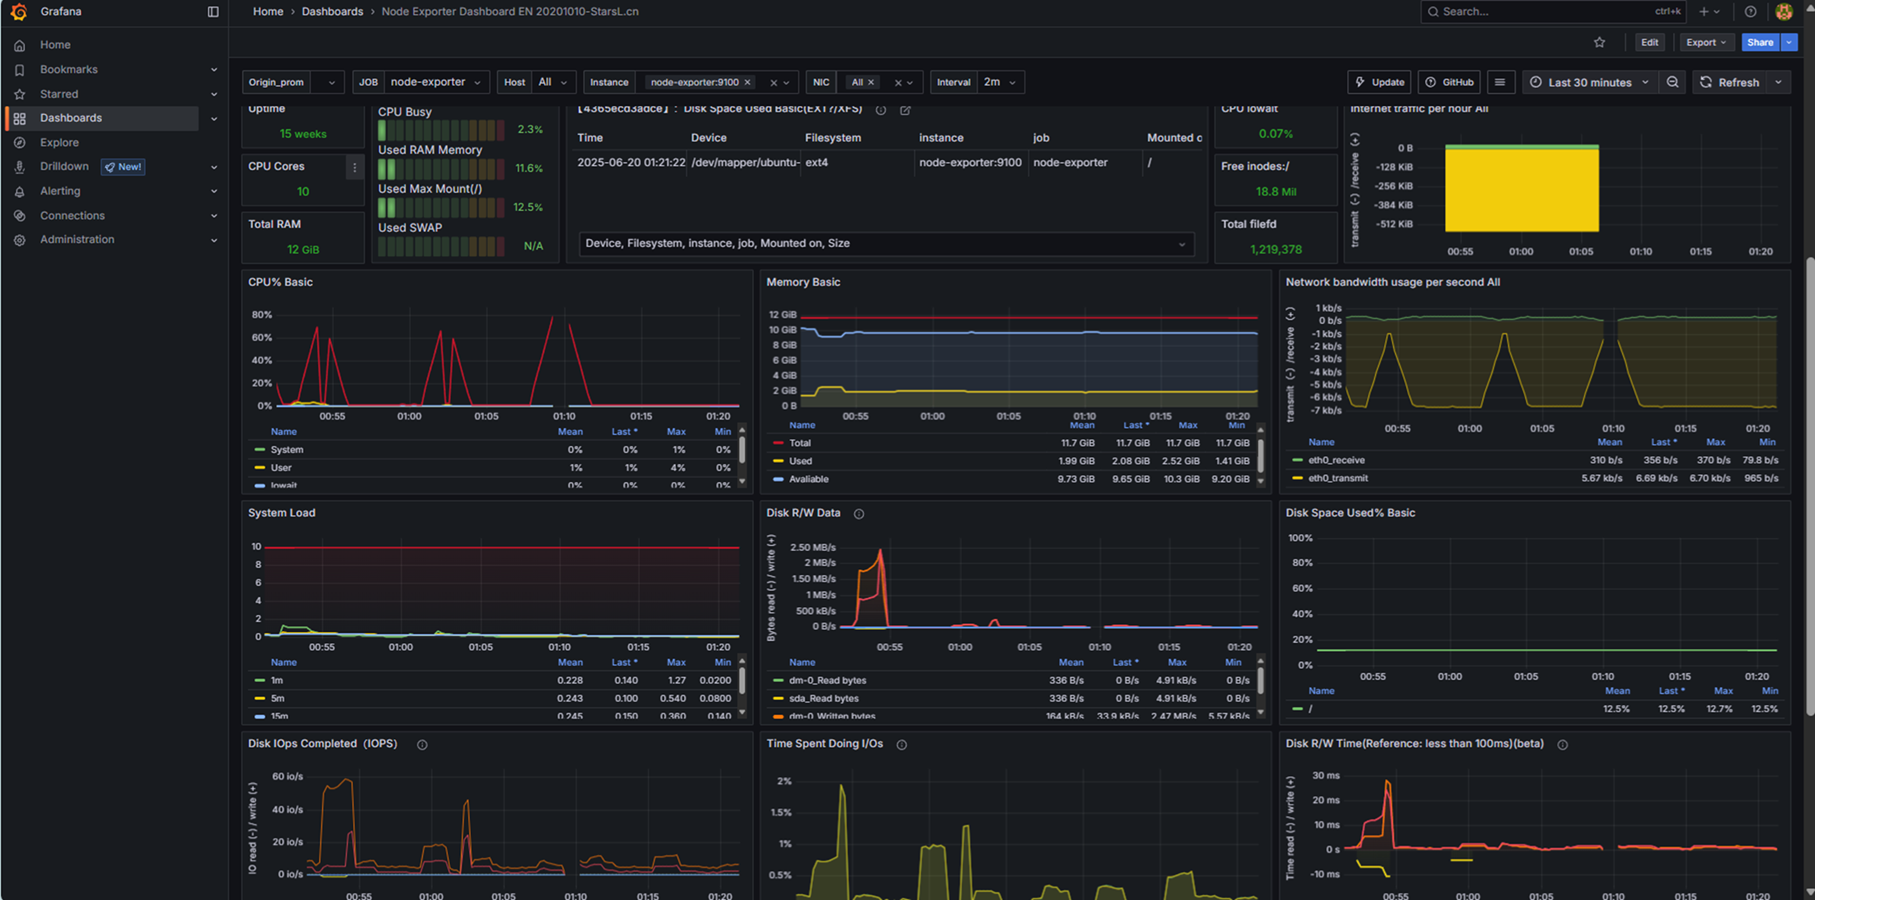 Grafana
Home › Dashboards › Node Exporter Dashboard EN 20201010-StarsL.cn
Search...
ctrl+k
Home
Bookmarks
Starred
Dashboards
Explore
Drilldown New!
Alerting
Connections
Administration
Edit Export Share
Origin_prom JOB node-exporter Host All Instance node-exporter:9100 × NIC All × Interval 2m
Update GitHub Last 30 minutes Refresh
Uptime
15 weeks
CPU Cores
10
Total RAM
12 GiB
CPU Busy
2.3%
Used RAM Memory
11.6%
Used Max Mount(/)
12.5%
Used SWAP
N/A
[4365ecd3adce]：Disk Space Used Basic(EXT?/XFS)
Time Device Filesystem instance job Mounted o
2025-06-20 01:21:22 /dev/mapper/ubuntu- ext4 node-exporter:9100 node-exporter /
Device, Filesystem, instance, job, Mounted on, Size
CPU Iowait
0.07%
Free inodes:/
18.8 Mil
Total filefd
1,219,378
Internet traffic per hour All
transmit (-) /receive (+)
0 B
-128 KiB
-256 KiB
-384 KiB
-512 KiB
00:55 01:00 01:05 01:10 01:15 01:20
CPU% Basic
80%
60%
40%
20%
0%
00:55 01:00 01:05 01:10 01:15 01:20
Name Mean Last * Max Min
System 0% 0% 1% 0%
User 1% 1% 4% 0%
Iowait 0% 0% 0% 0%
Memory Basic
12 GiB
10 GiB
8 GiB
6 GiB
4 GiB
2 GiB
0 B
00:55 01:00 01:05 01:10 01:15 01:20
Name Mean Last * Max Min
Total 11.7 GiB 11.7 GiB 11.7 GiB 11.7 GiB
Used 1.99 GiB 2.08 GiB 2.52 GiB 1.41 GiB
Avaliable 9.73 GiB 9.65 GiB 10.3 GiB 9.20 GiB
Network bandwidth usage per second All
transmit (-) /receive (+)
1 kb/s
0 b/s
-1 kb/s
-2 kb/s
-3 kb/s
-4 kb/s
-5 kb/s
-6 kb/s
-7 kb/s
00:55 01:00 01:05 01:10 01:15 01:20
Name Mean Last * Max Min
eth0_receive 310 b/s 356 b/s 370 b/s 79.8 b/s
eth0_transmit 5.67 kb/s 6.69 kb/s 6.70 kb/s 965 b/s
System Load
10
8
6
4
2
0
00:55 01:00 01:05 01:10 01:15 01:20
Name Mean Last * Max Min
1m 0.228 0.140 1.27 0.0200
5m 0.243 0.100 0.540 0.0800
15m 0.245 0.150 0.360 0.140
Disk R/W Data
Bytes read (-) / write (+)
2.50 MB/s
2 MB/s
1.50 MB/s
1 MB/s
500 kB/s
0 B/s
00:55 01:00 01:05 01:10 01:15 01:20
Name Mean Last * Max Min
dm-0_Read bytes 336 B/s 0 B/s 4.91 kB/s 0 B/s
sda_Read bytes 336 B/s 0 B/s 4.91 kB/s 0 B/s
dm-0_Written bytes 164 kB/s 33.9 kB/s 2.47 MB/s 5.57 kB/s
Disk Space Used% Basic
100%
80%
60%
40%
20%
0%
00:55 01:00 01:05 01:10 01:15 01:20
Name Mean Last * Max Min
/ 12.5% 12.5% 12.7% 12.5%
Disk IOps Completed（IOPS）
IO read (-) / write (+)
60 io/s
40 io/s
20 io/s
0 io/s
00:55 01:00 01:05 01:10 01:15 01:20
Time Spent Doing I/Os
2%
1.5%
1%
0.5%
Disk R/W Time(Reference: less than 100ms)(beta)
Time read (-) / write (+)
30 ms
20 ms
10 ms
0 s
-10 ms
00:55 01:00 01:05 01:10 01:15 01:20